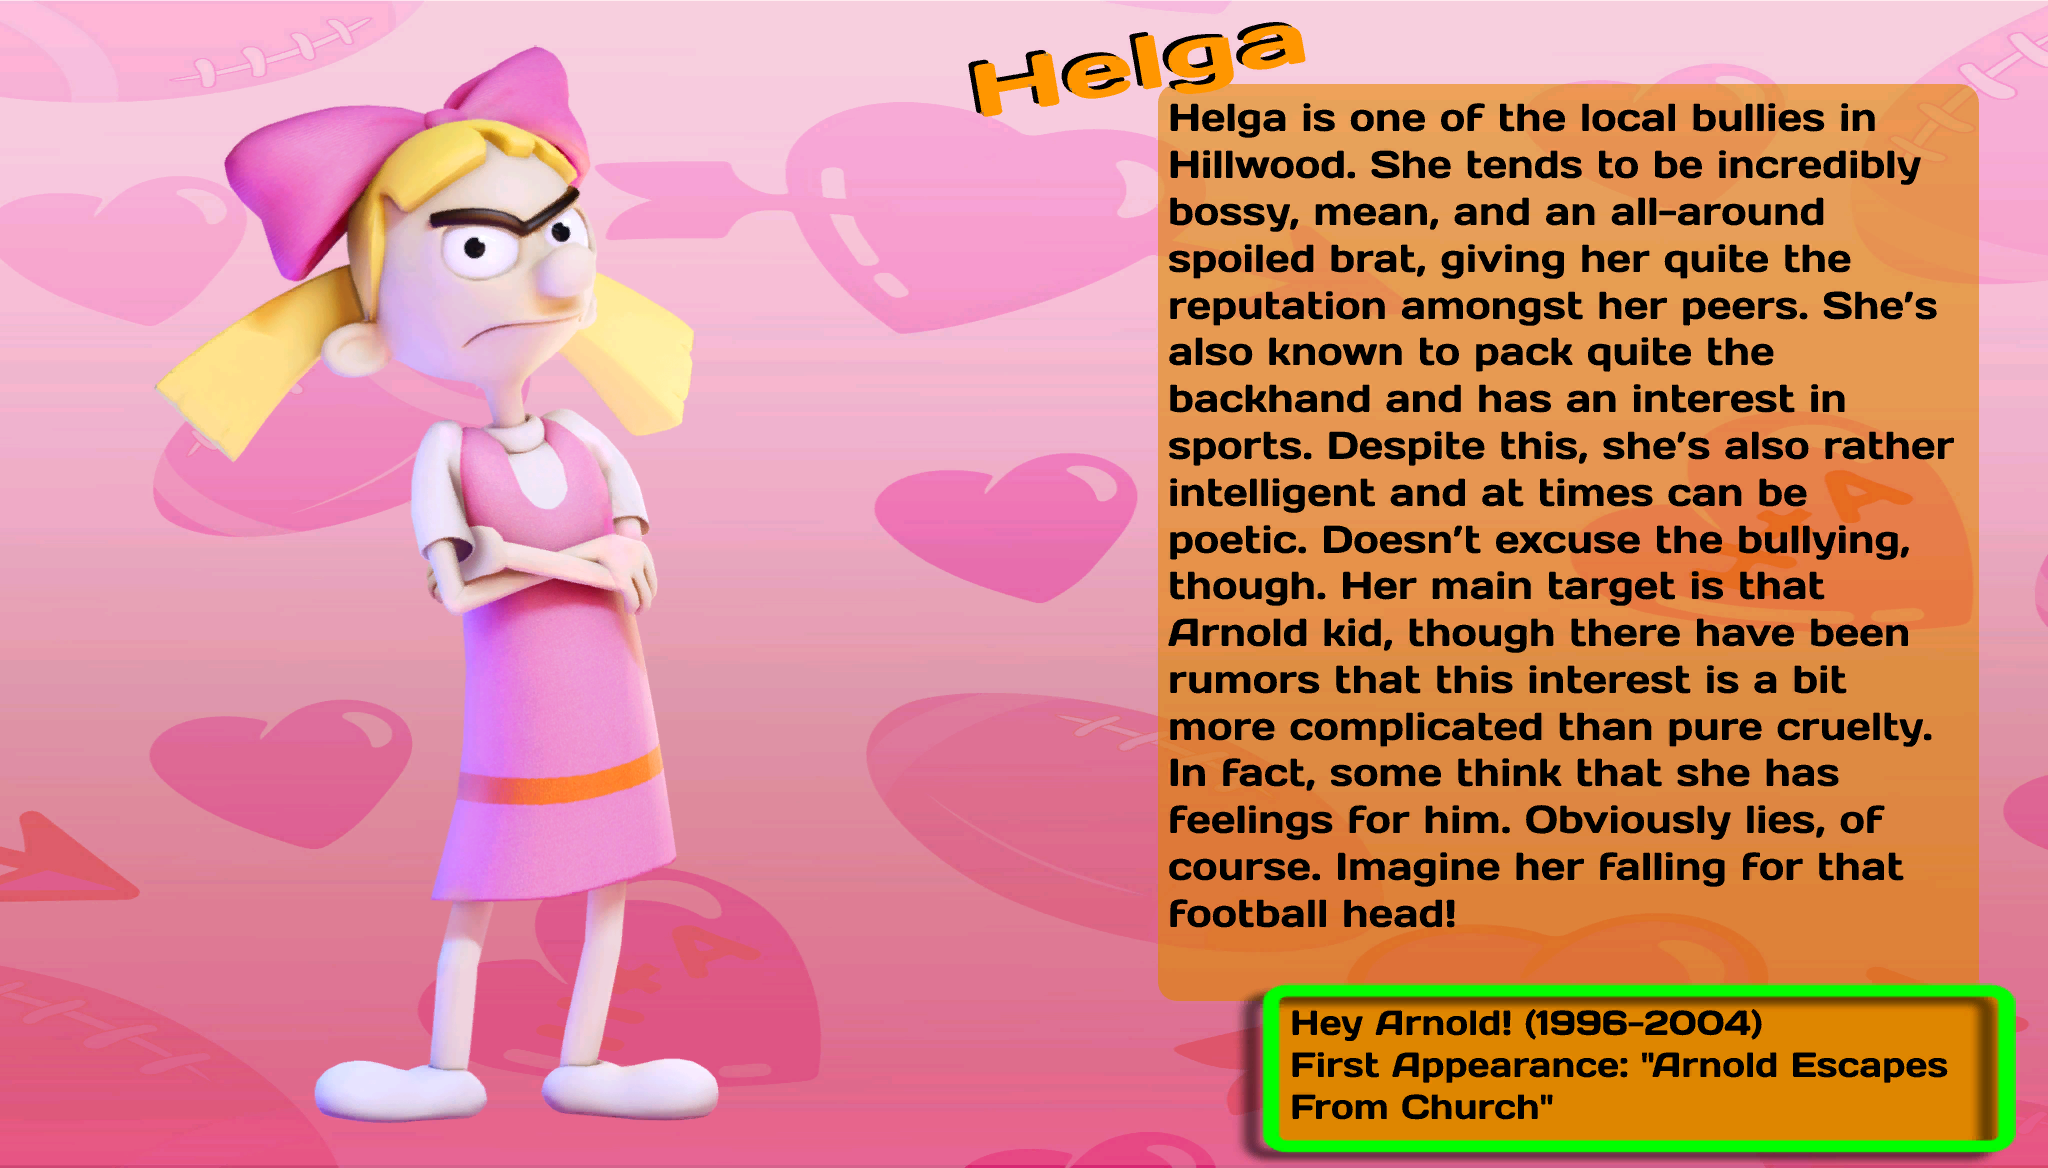 Helga
Helga is one of the local bullies in
Hillwood. She tends to be incredibly
bossy, mean, and an all-around
spoiled brat, giving her quite the
reputation amongst her peers. She's
also known to pack quite the
backhand and has an interest in
sports. Despite this, she's also rather
intelligent and at times can be
poetic. Doesn't excuse the bullying,
though. Her main target is that
Arnold kid, though there have been
rumors that this interest is a bit
more complicated than pure cruelty.
In fact, some think that she has
feelings for him. Obviously lies, of
course. Imagine her falling for that
football head!
Hey Arnold! (1996-2004)
First Appearance: "Arnold Escapes
From Church"